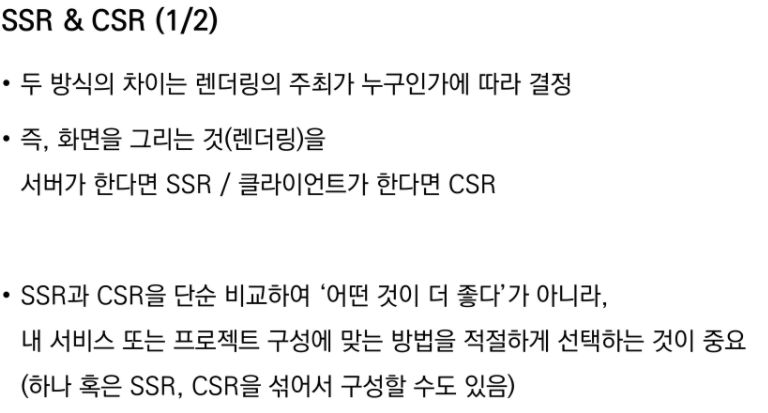 SSR & CSR (1/2)
• 두 방식의 차이는 렌더링의 주최가 누구인가에 따라 결정
• 즉, 화면을 그리는 것(렌더링)을
서버가 한다면 SSR / 클라이언트가 한다면 CSR
• SSR과 CSR을 단순 비교하여 ‘어떤 것이 더 좋다’가 아니라,
내 서비스 또는 프로젝트 구성에 맞는 방법을 적절하게 선택하는 것이 중요
(하나 혹은 SSR, CSR을 섞어서 구성할 수도 있음)